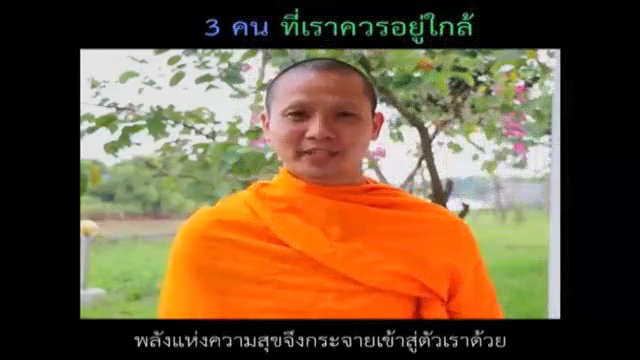 3 คน ที่เราควรอยู่ใกล้
พลังแห่งความสุขจึงกระจายเข้าสู่ตัวเราด้วย